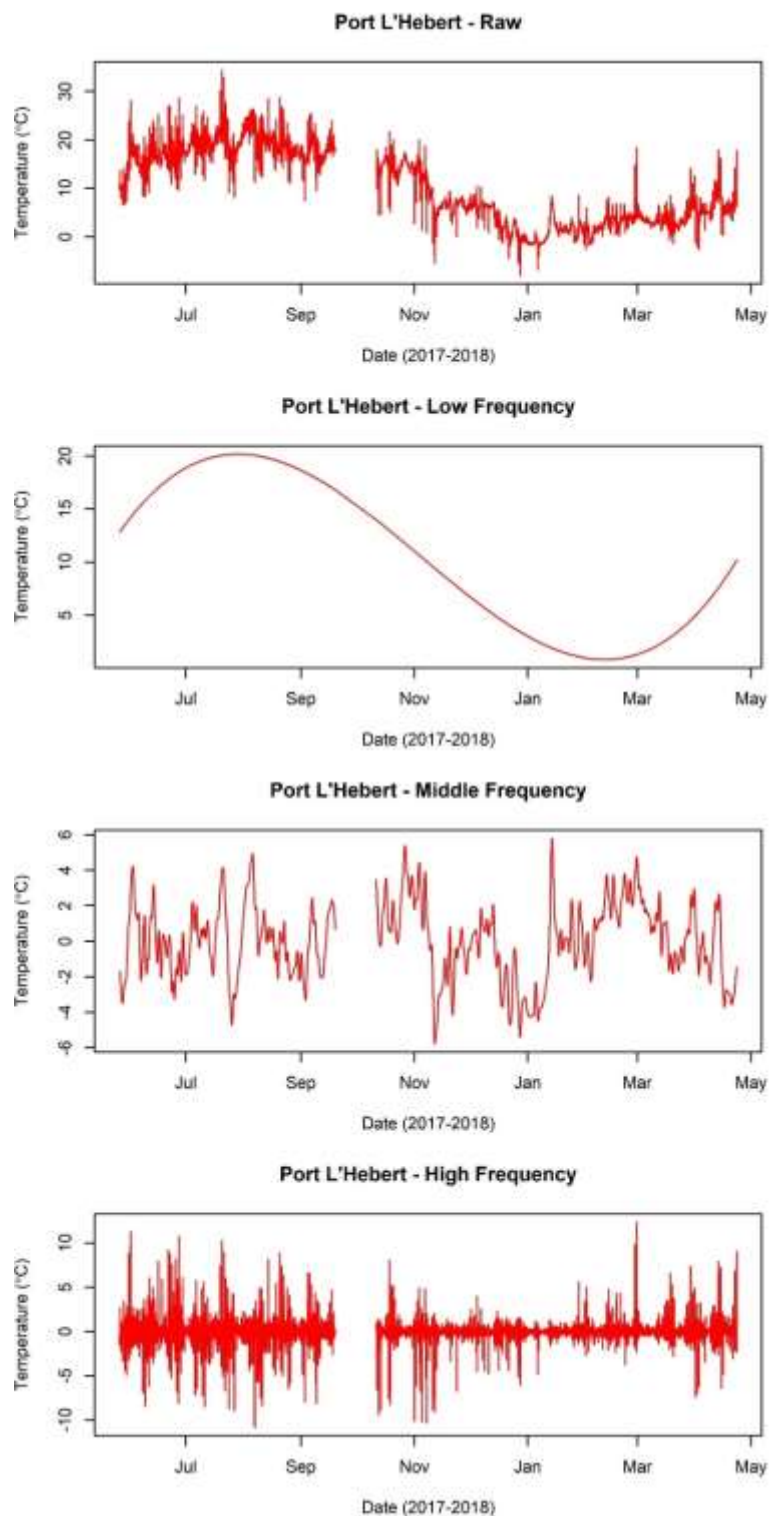 Port L'Hebert - Raw
Temperature (°C)
30
20
10
0
Jul Sep Nov Jan Mar May
Date (2017-2018)
Port L'Hebert - Low Frequency
Temperature (°C)
20
15
10
5
Jul Sep Nov Jan Mar May
Date (2017-2018)
Port L'Hebert - Middle Frequency
Temperature (°C)
6
4
2
0
-2
-4
-6
Jul Sep Nov Jan Mar May
Date (2017-2018)
Port L'Hebert - High Frequency
Temperature (°C)
10
5
0
-5
-10
Jul Sep Nov Jan Mar May
Date (2017-2018)